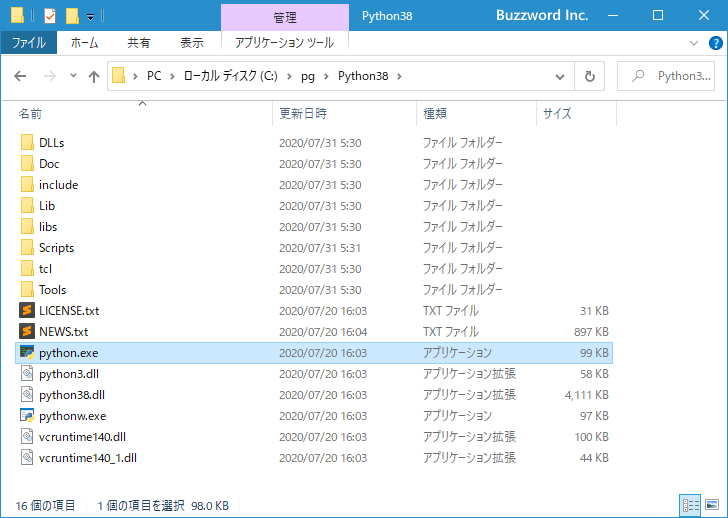 管理 Python38 Buzzword Inc.
ファイル ホーム 共有 表示 アプリケーション ツール
PC ローカル ディスク (C:) pg Python38 Python3...
名前 更新日時 種類 サイズ
DLLs 2020/07/31 5:30 ファイル フォルダー
Doc 2020/07/31 5:30 ファイル フォルダー
include 2020/07/31 5:30 ファイル フォルダー
Lib 2020/07/31 5:30 ファイル フォルダー
libs 2020/07/31 5:30 ファイル フォルダー
Scripts 2020/07/31 5:31 ファイル フォルダー
tcl 2020/07/31 5:30 ファイル フォルダー
Tools 2020/07/31 5:30 ファイル フォルダー
LICENSE.txt 2020/07/20 16:03 TXT ファイル 31 KB
NEWS.txt 2020/07/20 16:04 TXT ファイル 897 KB
python.exe 2020/07/20 16:03 アプリケーション 99 KB
python3.dll 2020/07/20 16:03 アプリケーション拡張 58 KB
python38.dll 2020/07/20 16:03 アプリケーション拡張 4,111 KB
pythonw.exe 2020/07/20 16:03 アプリケーション 97 KB
vcruntime140.dll 2020/07/20 16:03 アプリケーション拡張 100 KB
vcruntime140_1.dll 2020/07/20 16:03 アプリケーション拡張 44 KB
16 個の項目 1 個の項目を選択 98.0 KB